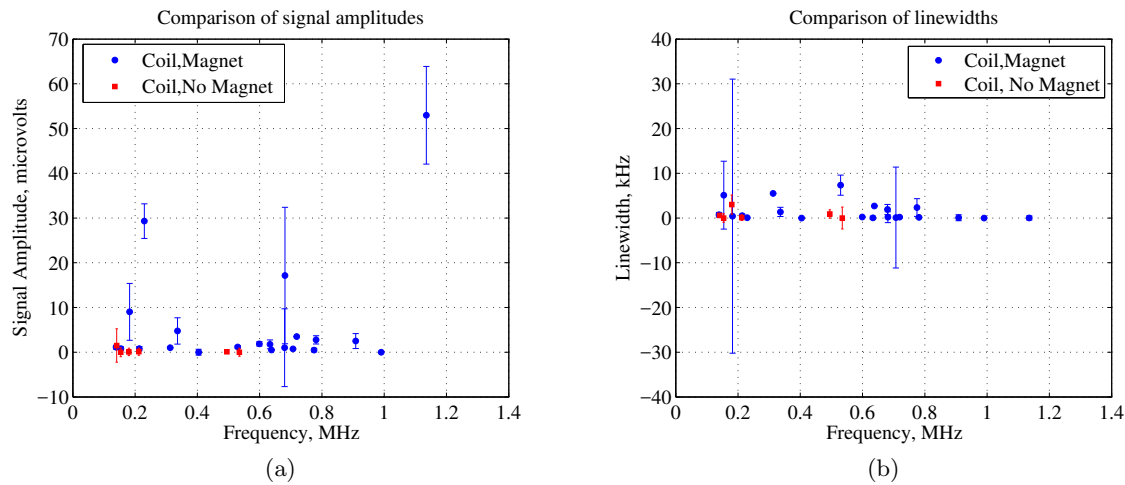 Comparison of signal amplitudes
70
60
50
40
30
20
10
0
−10
Signal Amplitude, microvolts
Coil,Magnet
Coil,No Magnet
0 0.2 0.4 0.6 0.8 1 1.2 1.4
Frequency, MHz
(a)
Comparison of linewidths
40
30
20
10
0
−10
−20
−30
−40
Linewidth, kHz
Coil,Magnet
Coil, No Magnet
0 0.2 0.4 0.6 0.8 1 1.2 1.4
Frequency, MHz
(b)